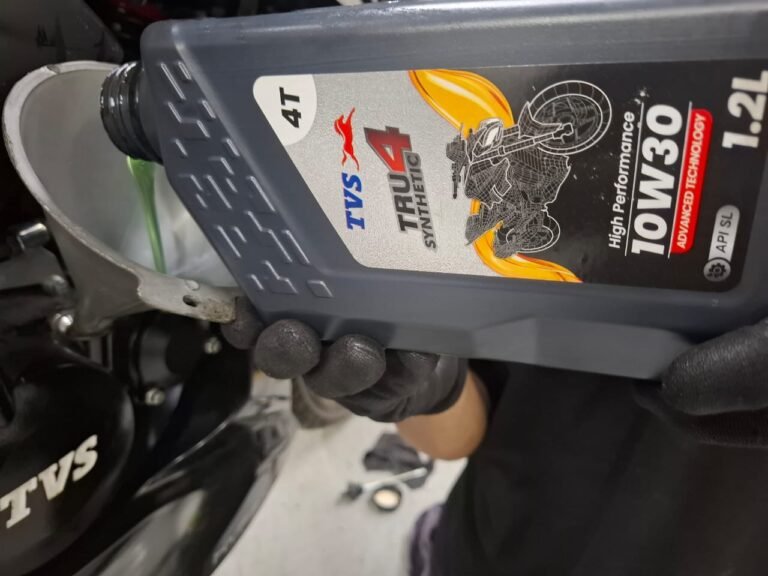 4T
TVS
TRU4
SYNTHETIC
High Performance
10W30
ADVANCED TECHNOLOGY
API SL
1.2L
TVS